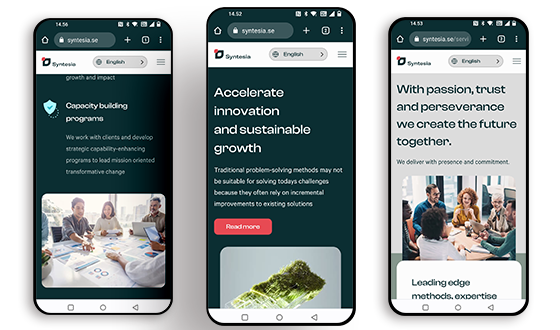 14.56
syntesia.se
3
Syntesia
English
growth and impact
Capacity building
programs
We work with clients and develop
strategic capability-enhancing
programs to lead mission oriented
transformative change
14.52
syntesia.se
3
Syntesia
English
Accelerate
innovation
and sustainable
growth
Traditional problem-solving methods may not
be suitable for solving todays challenges
because they often rely on incremental
improvements to existing solutions
Read more
14.53
syntesia.se/servi
3
Syntesia
English
With passion, trust
and perseverance
we create the future
together.
We deliver with presence and commitment.
Leading edge
methods, expertise